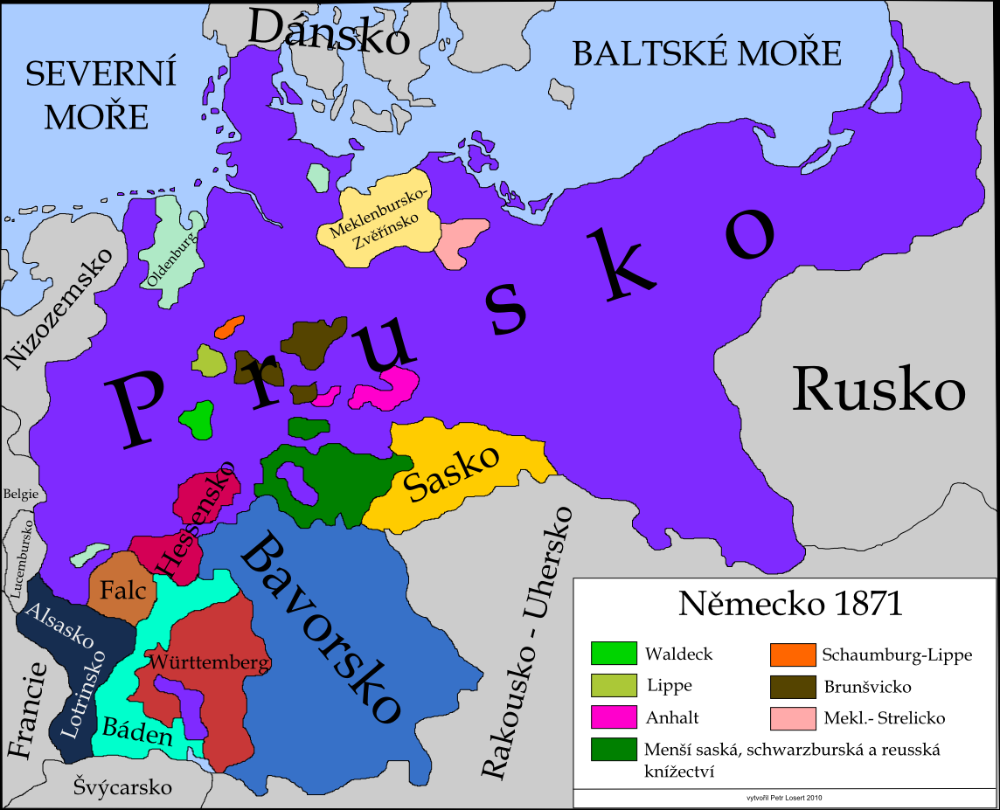 Dánsko
SEVERNÍ
MOŘE
BALTSKÉ MOŘE
Meklenbursko-
Zvěřínsko
Oldenburg
Nizozemsko
Prusko
Rusko
Sasko
Belgie
Hessensko
Lucembursko
Bavorsko
Falc
Alsasko
Lotrinsko
Württemberg
Báden
Francie
Švýcarsko
Rakousko - Uhersko
Německo 1871
Waldeck
Schaumburg-Lippe
Lippe
Brunšvicko
Anhalt
Mekl.- Strelicko
Menší saská, schwarzburská a reusská
knížectví
vytvořil Petr Losert 2010